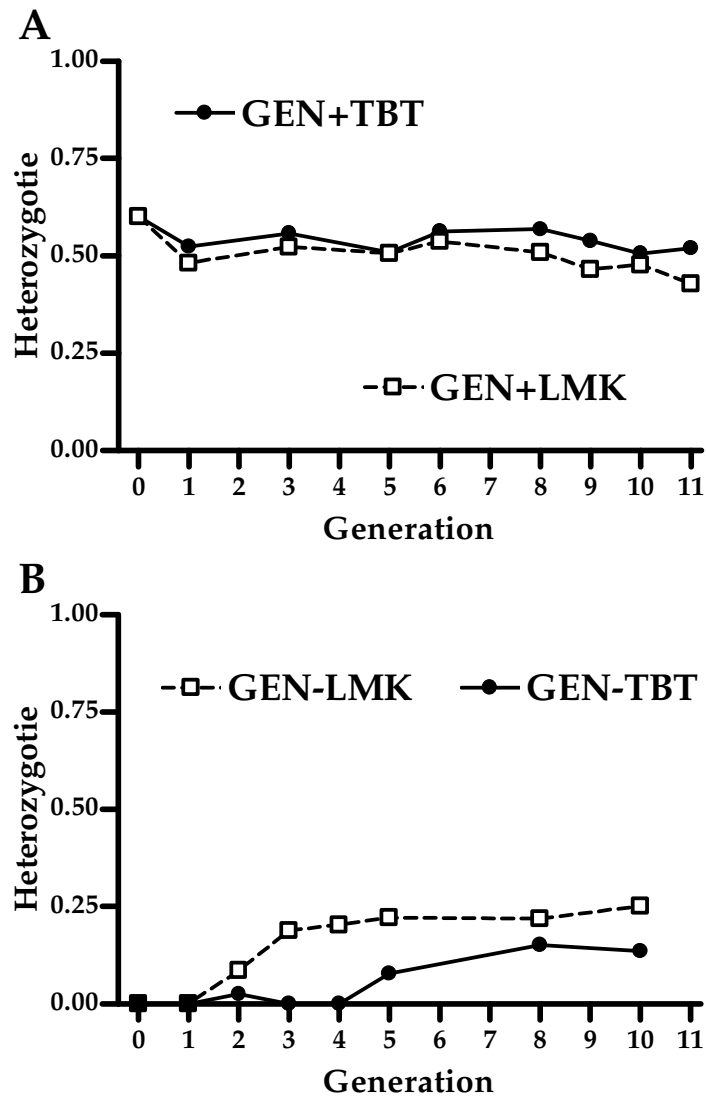 A
1.00
GEN+TBT
0.75
Heterozygotie
0.50
0.25
GEN+LMK
0.00
0 1 2 3 4 5 6 7 8 9 10 11
Generation
B
1.00
GEN-LMK GEN-TBT
0.75
Heterozygotie
0.50
0.25
0.00
0 1 2 3 4 5 6 7 8 9 10 11
Generation